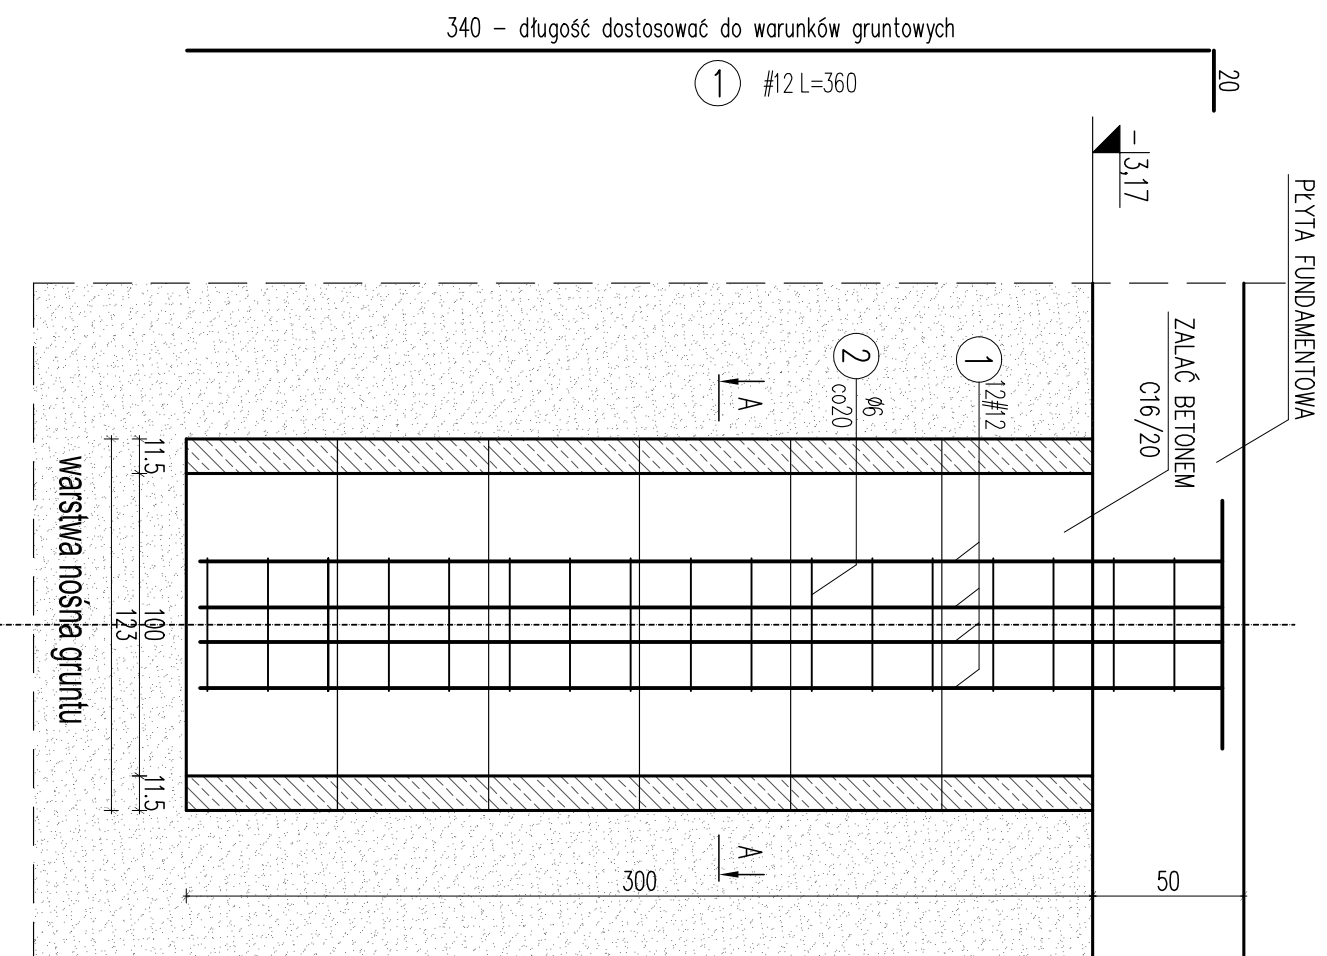 340 – długość dostosować do warunków gruntowych
1 #12 L=360
20
-3,17
PŁYTA FUNDAMENTOWA
ZALAĆ BETONEM
C16/20
1
12#12
2
ø6
co20
A
A
11.5
100
11.5
123
warstwa nośna gruntu
300
50